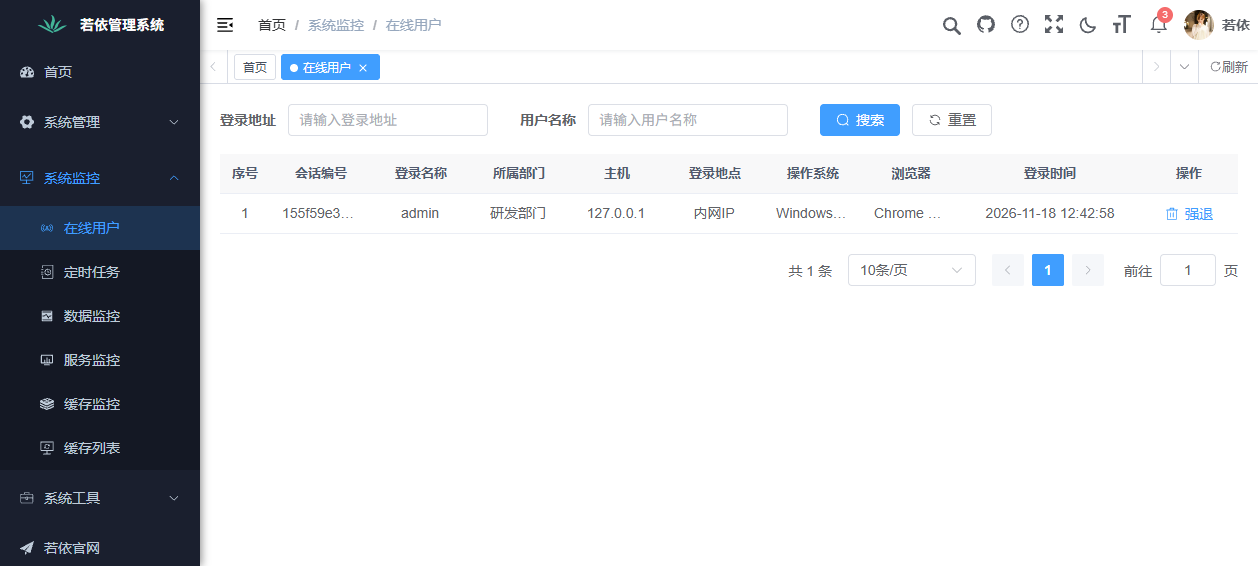 若依管理系统
首页
系统管理
系统监控
在线用户
定时任务
数据监控
服务监控
缓存监控
缓存列表
系统工具
若依官网
首页 / 系统监控 / 在线用户
3
若依
首页
在线用户
刷新
登录地址 请输入登录地址 用户名称 请输入用户名称 搜索 重置
序号 会话编号 登录名称 所属部门 主机 登录地点 操作系统 浏览器 登录时间 操作
1 155f59e3… admin 研发部门 127.0.0.1 内网IP Windows… Chrome … 2026-11-18 12:42:58 强退
共 1 条 10条/页 1 前往 1 页